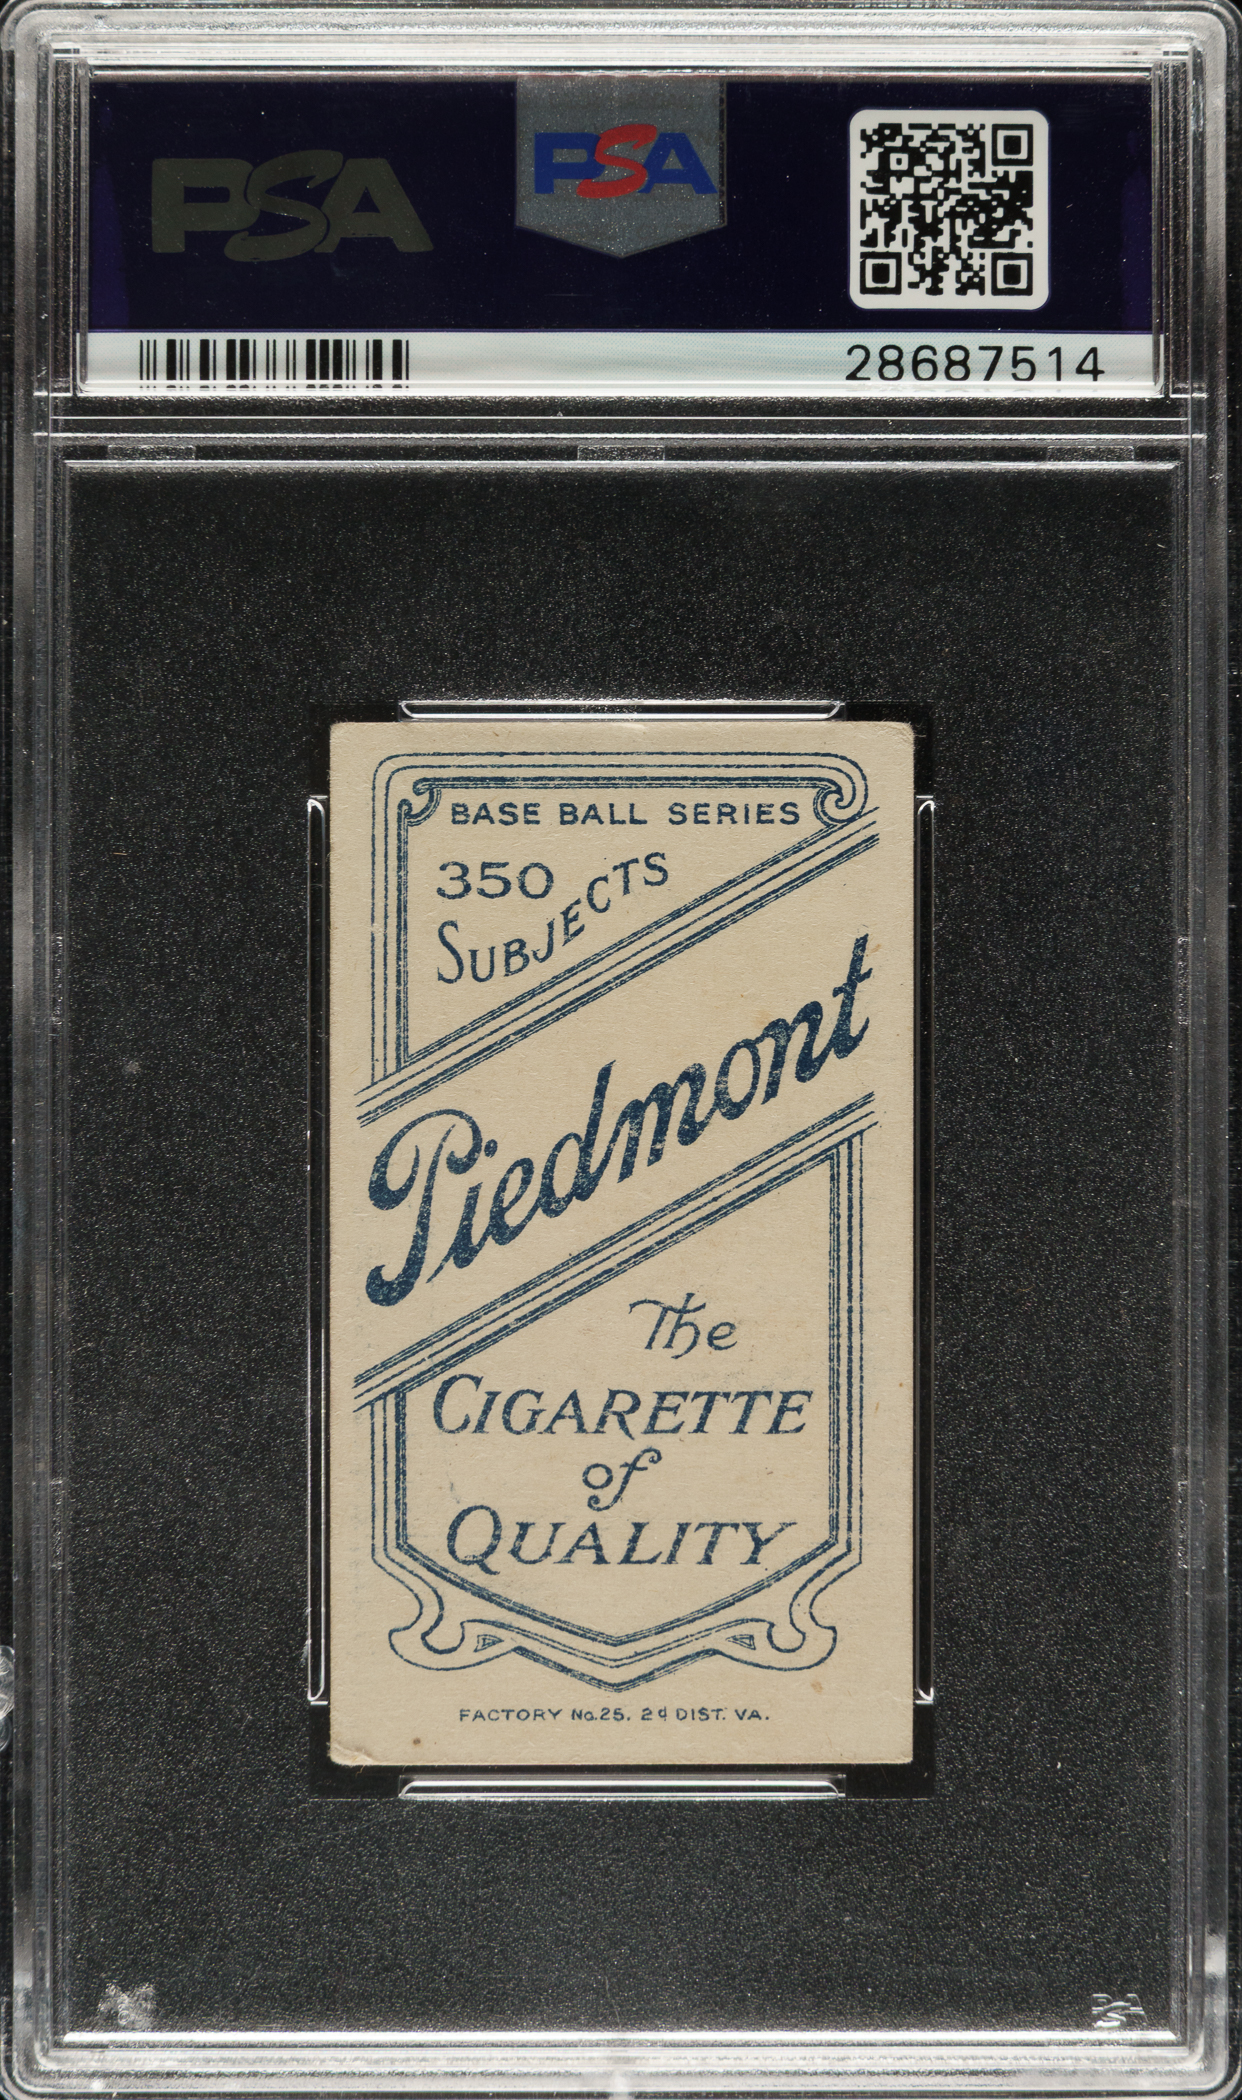 PSA
PSA
28687514
BASE BALL SERIES
350
SUBJECTS
Piedmont
The
CIGARETTE
of
QUALITY
FACTORY No.25. 2d DIST. VA.
PSA